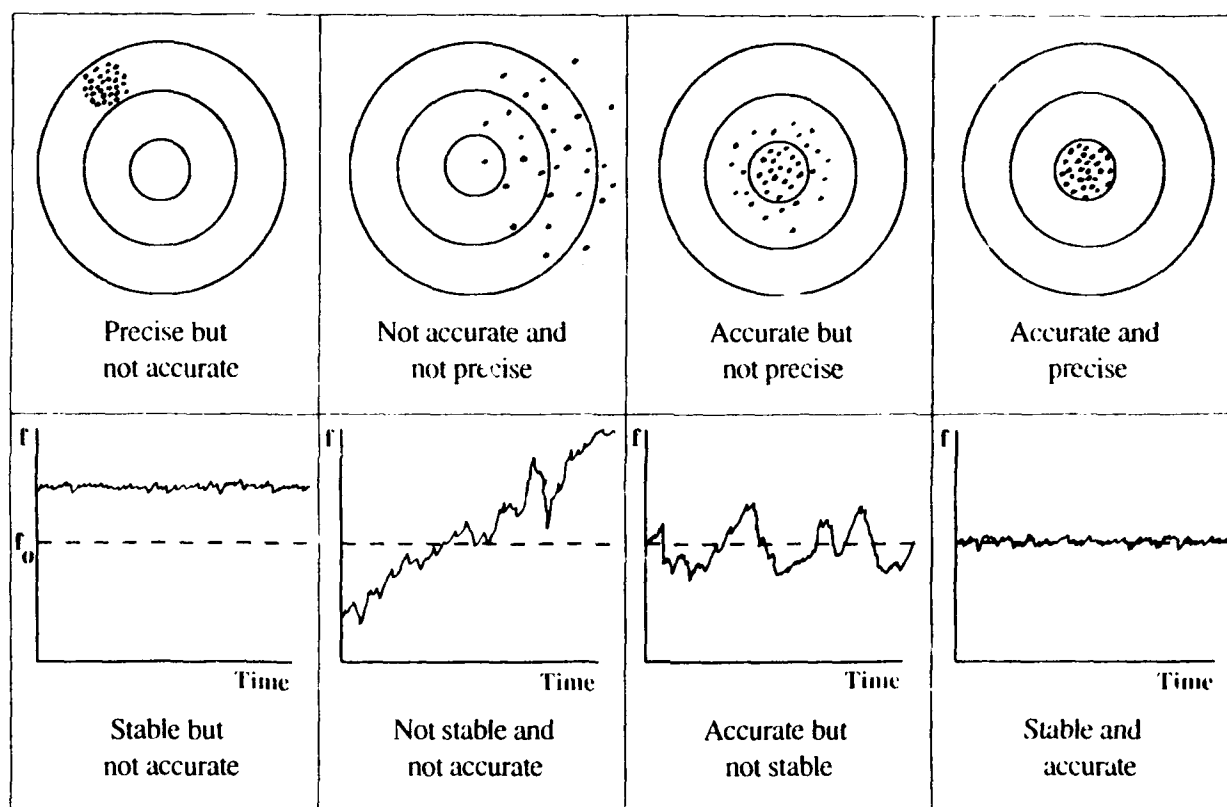 Precise but
not accurate
Not accurate and
not precise
Accurate but
not precise
Accurate and
precise
f
f₀
Time
Stable but
not accurate
f
Time
Not stable and
not accurate
f
Time
Accurate but
not stable
f
Time
Stable and
accurate